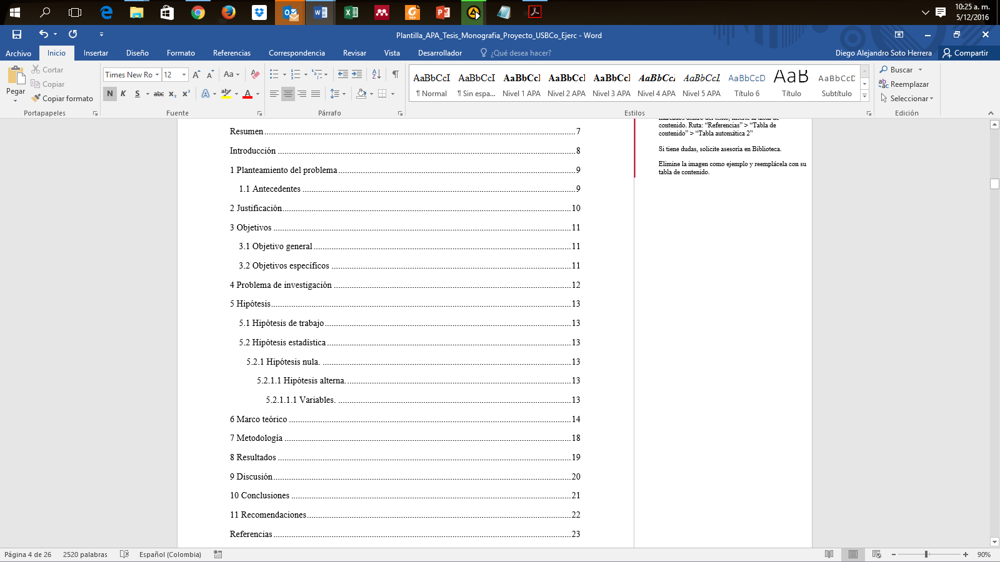 10:25 a. m.
5/12/2016
Plantilla_APA_Tesis_Monografia_Proyecto_USBCo_Ejerc - Word
Archivo Inicio Insertar Diseño Formato Referencias Correspondencia Revisar Vista Desarrollador ¿Qué desea hacer? Diego Alejandro Soto Herrera Compartir
Pegar
Cortar
Copiar
Copiar formato
Portapapeles
Times New Ro 12
N K S abc x₂ x²
Fuente
Párrafo
AaBbCcI AaBbCcI AaBbCcI AaBbCcI AaBbCcI AaBbCcI AaBbCcL AaBbCcD AaB AaBbCcD
¶ Normal ¶ Sin espa... Nivel 1 APA Nivel 2 APA Nivel 3 APA Nivel 4 APA Nivel 5 APA Título 6 Título Subtítulo
Estilos
Buscar
Reemplazar
Seleccionar
Edición
Resumen 7
Introducción 8
1 Planteamiento del problema 9
1.1 Antecedentes 9
2 Justificación 10
3 Objetivos 11
3.1 Objetivo general 11
3.2 Objetivos específicos 11
4 Problema de investigación 12
5 Hipótesis 13
5.1 Hipótesis de trabajo 13
5.2 Hipótesis estadística 13
5.2.1 Hipótesis nula. 13
5.2.1.1 Hipótesis alterna. 13
5.2.1.1.1 Variables. 13
6 Marco teórico 14
7 Metodología 18
8 Resultados 19
9 Discusión 20
10 Conclusiones 21
11 Recomendaciones 22
Referencias 23
marcados dentro del texto, inserte la tabla de
contenido. Ruta: “Referencias” > “Tabla de
contenido” > “Tabla automática 2”
Si tiene dudas, solicite asesoría en Biblioteca.
Elimine la imagen como ejemplo y reemplácela con su
tabla de contenido.
Página 4 de 26 2520 palabras Español (Colombia) 90%